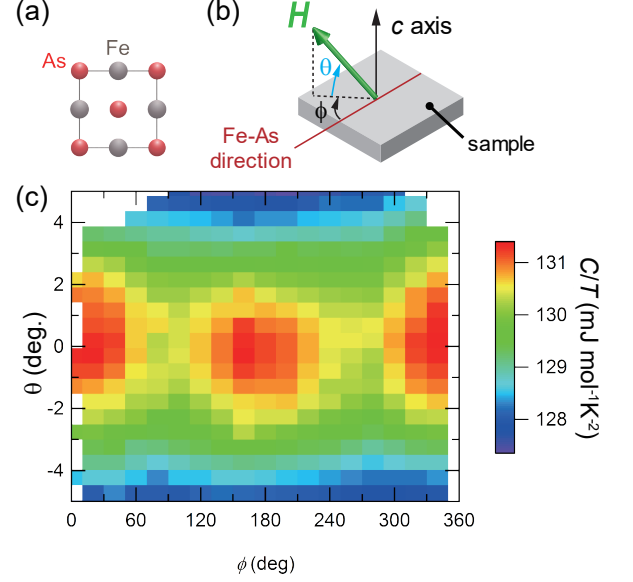 (a)
Fe
As
(b)
H
c axis
θ
ϕ
Fe-As
direction
sample
(c)
4
2
0
-2
-4
θ (deg.)
0 60 120 180 240 300 360
ϕ (deg)
131
130
129
128
C/T (mJ mol⁻¹K⁻²)